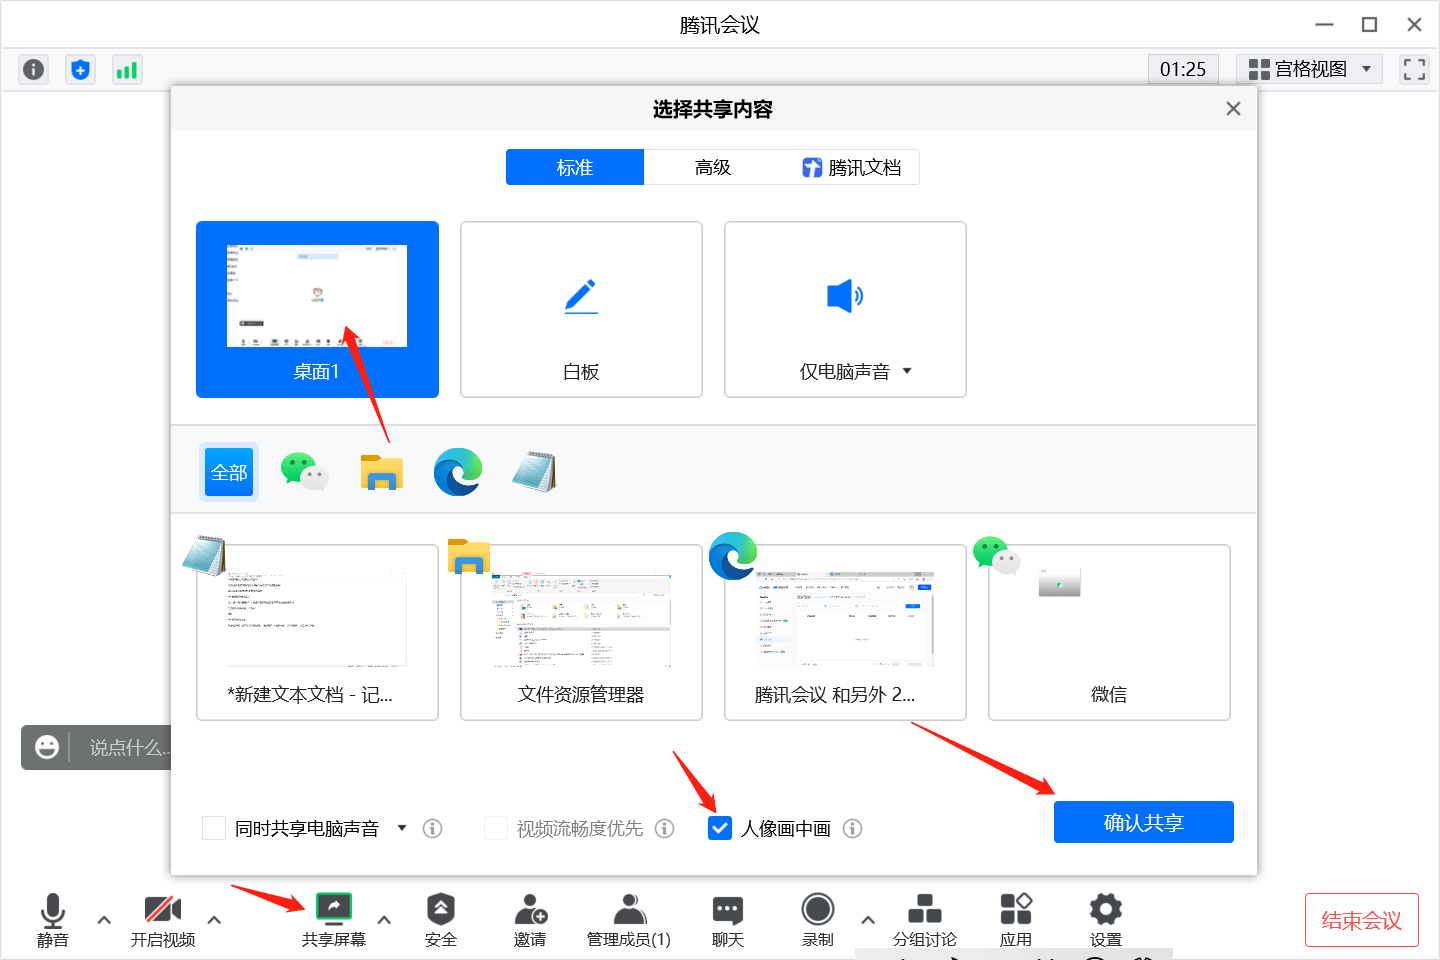 腾讯会议
01:25
宫格视图
选择共享内容
标准
高级
腾讯文档
桌面1
白板
仅电脑声音
全部
*新建文本文档 - 记...
文件资源管理器
腾讯会议 和另外 2...
微信
说点什么...
同时共享电脑声音
视频流畅度优先
人像画中画
确认共享
静音
开启视频
共享屏幕
安全
邀请
管理成员(1)
聊天
录制
分组讨论
应用
设置
结束会议